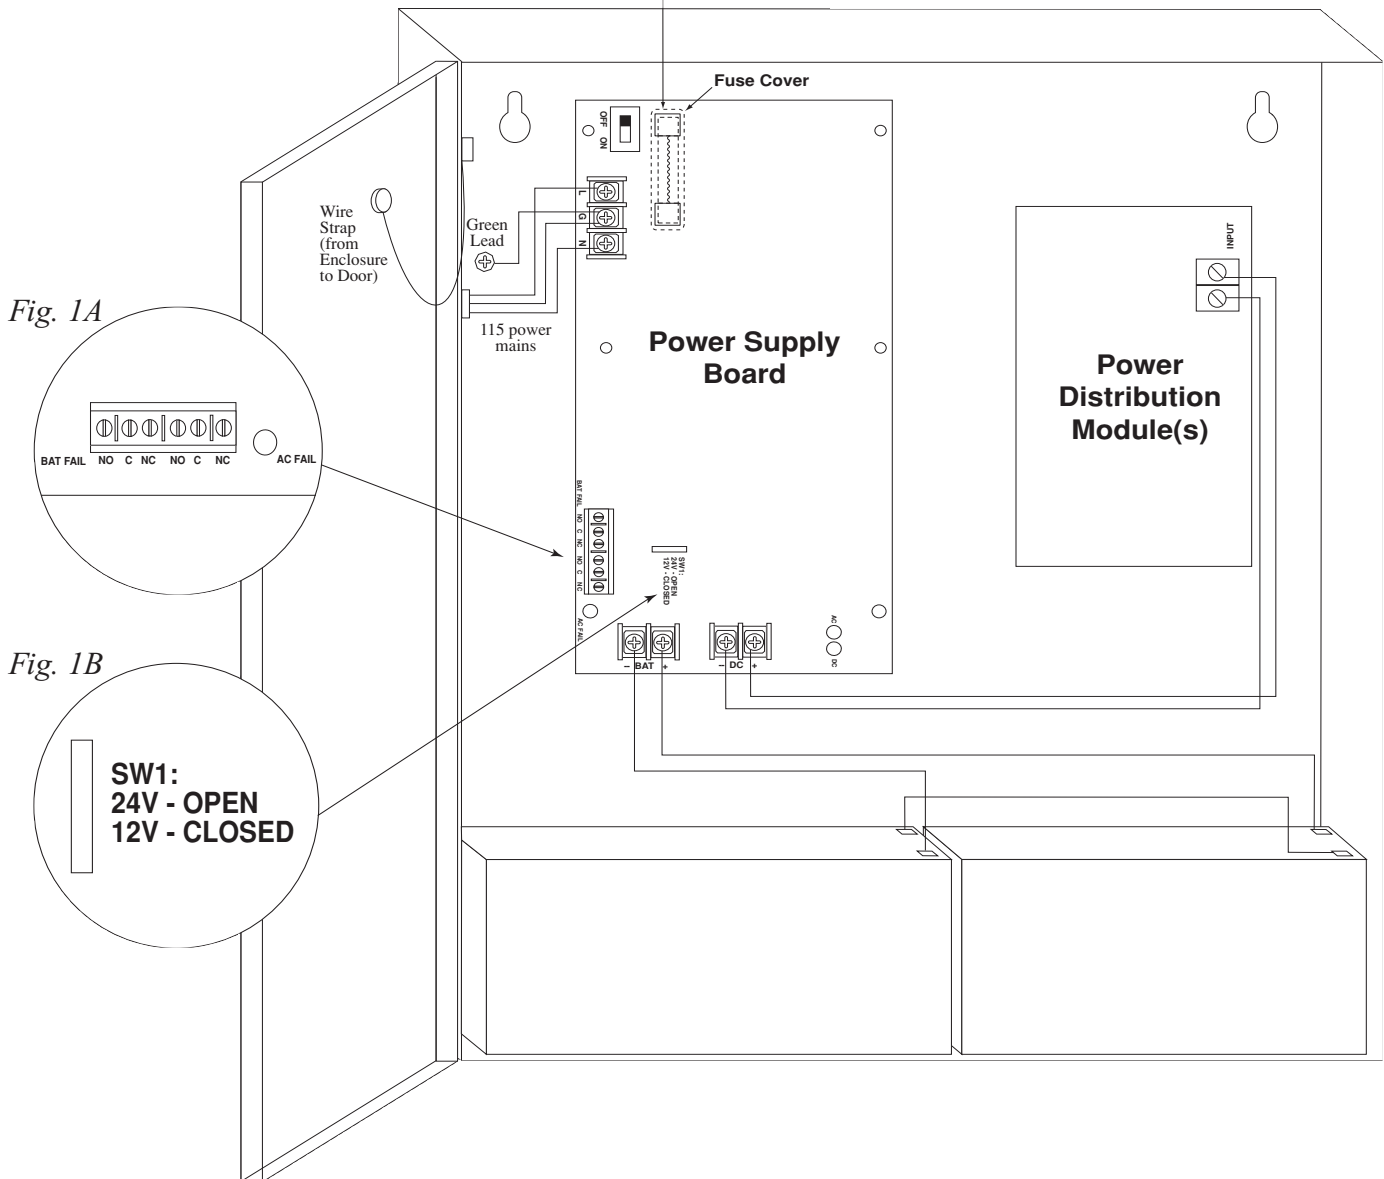 Fuse Cover
OFF
ON
L
G
N
Wire
Strap
(from
Enclosure
to Door)
Green
Lead
115 power
mains
INPUT
Power Supply
Board
Power
Distribution
Module(s)
Fig. 1A
BAT FAIL NO C NC NO C NC AC FAIL
BAT FAIL
NO
C
NC
NO
C
NC
AC FAIL
SW1:
24V - OPEN
12V - CLOSED
– BAT +
– DC +
AC
DC
Fig. 1B
SW1:
24V - OPEN
12V - CLOSED